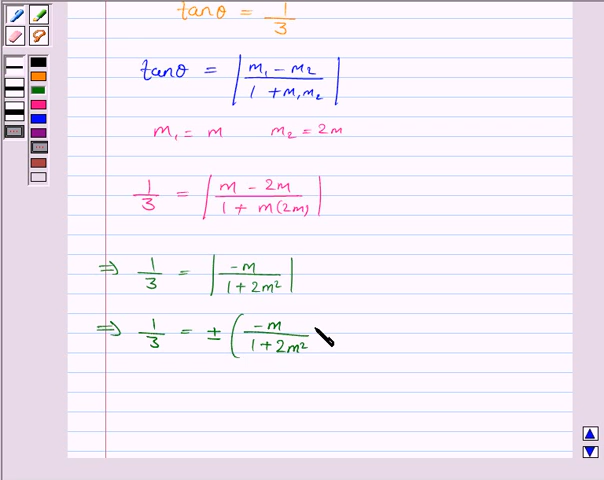 tanθ = 1/3
tanθ = |(m₁ - m₂)/(1 + m₁m₂)|
m₁ = m m₂ = 2m
1/3 = |(m - 2m)/(1 + m(2m))|
⇒ 1/3 = |-m/(1 + 2m²)|
⇒ 1/3 = ± (-m/(1 + 2m²)